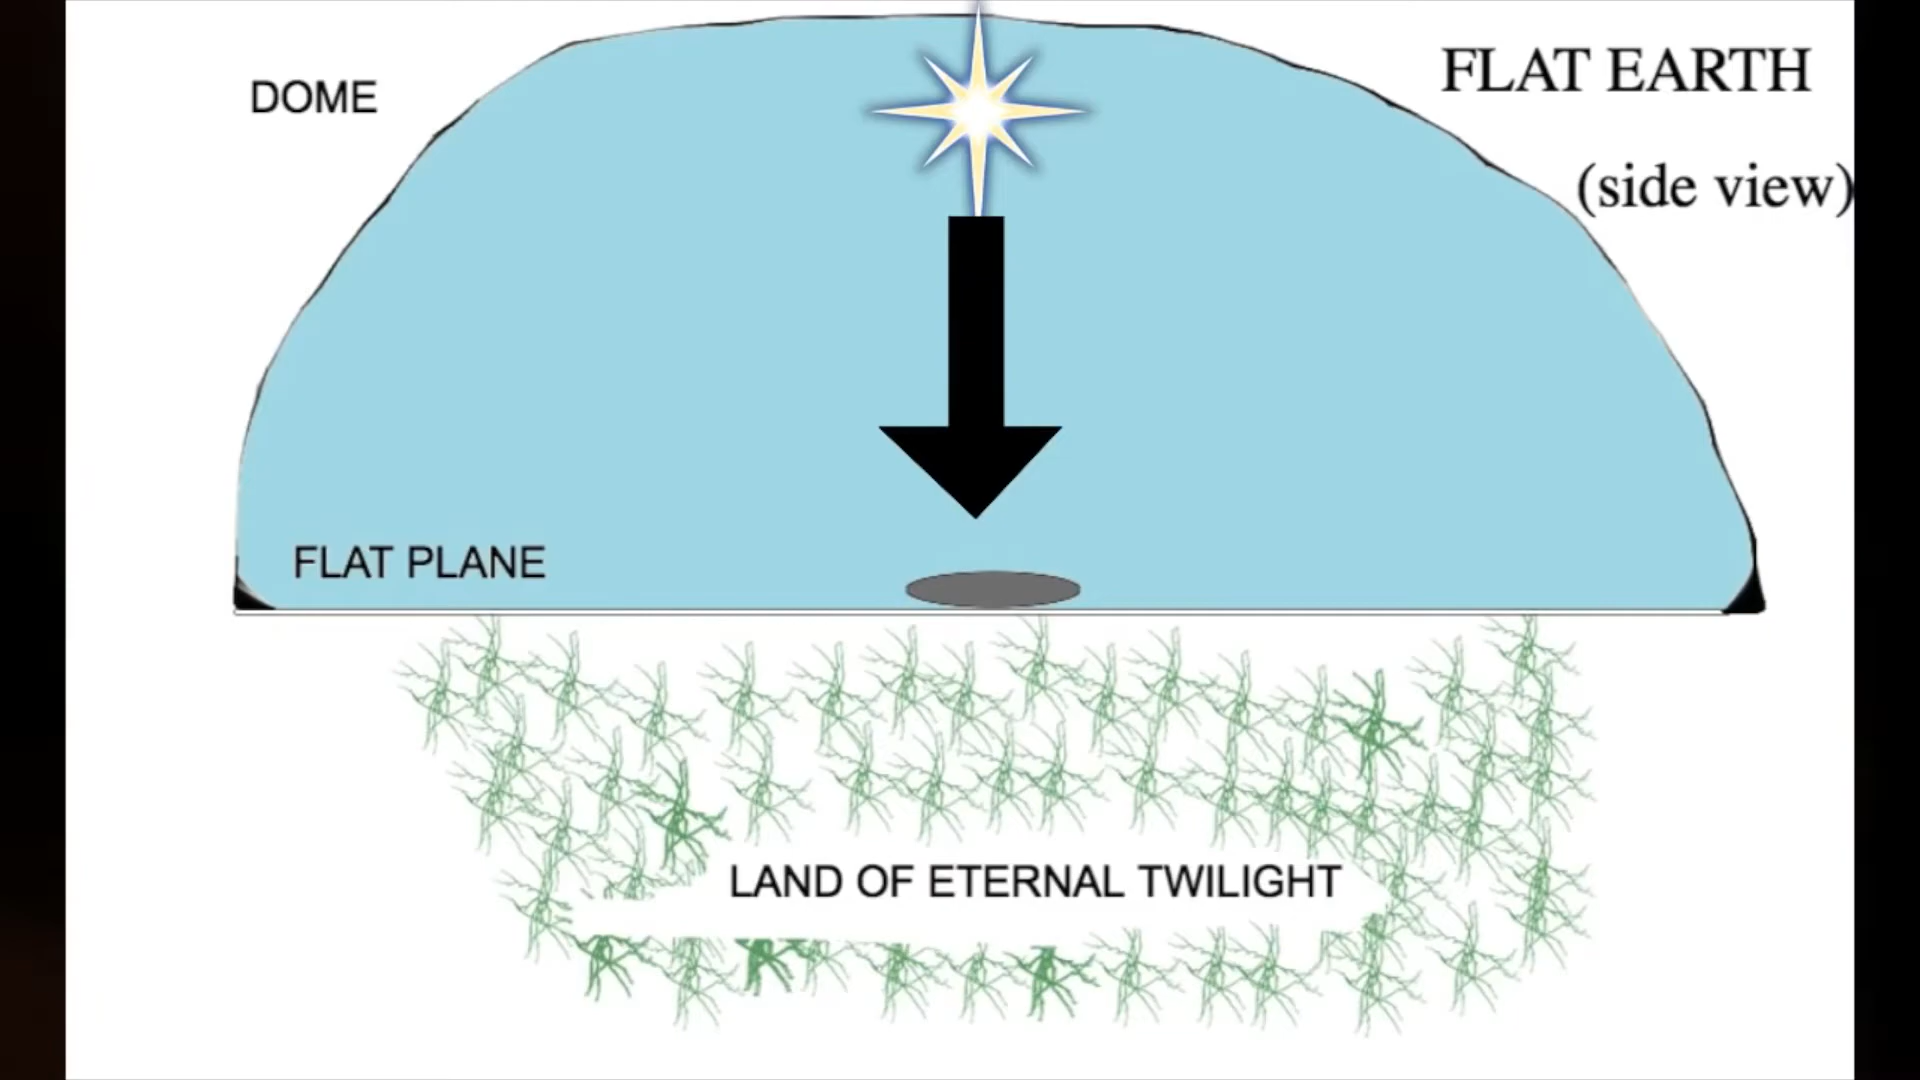 FLAT EARTH
(side view)
DOME
FLAT PLANE
LAND OF ETERNAL TWILIGHT